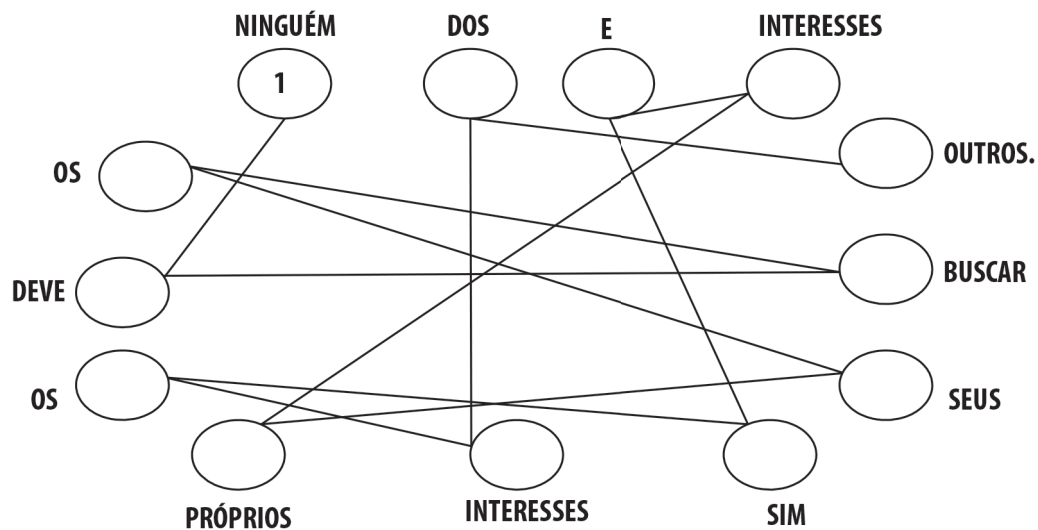 NINGUÉM DOS E INTERESSES
1
OUTROS.
OS
BUSCAR
DEVE
SEUS
OS
PRÓPRIOS INTERESSES SIM